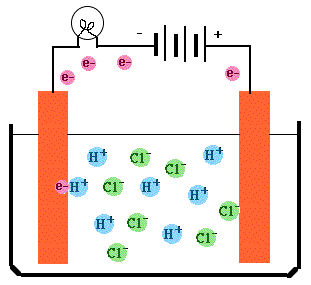 - +
e- e- e- e-
H+ Cl- H+
Cl-
e- H+ Cl- H+ H+
H+ Cl- Cl-
H+ Cl-
Cl-